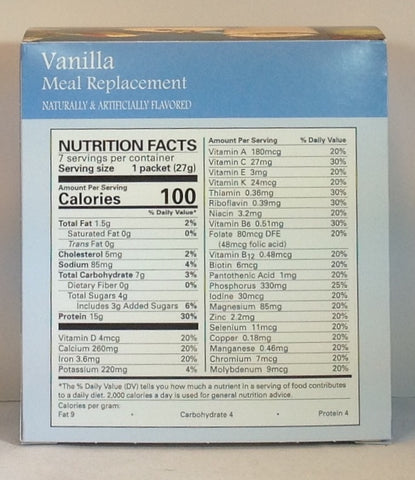 Vanilla
Meal Replacement
NATURALLY & ARTIFICIALLY FLAVORED
NUTRITION FACTS
7 servings per container
Serving size 1 packet (27g)
Amount Per Serving
Calories 100
% Daily Value*
Total Fat 1.5g 2%
Saturated Fat 0g 0%
Trans Fat 0g
Cholesterol 5mg 2%
Sodium 85mg 4%
Total Carbohydrate 7g 3%
Dietary Fiber 0g 0%
Total Sugars 4g
Includes 3g Added Sugars 6%
Protein 15g 30%
Vitamin D 4mcg 20%
Calcium 260mg 20%
Iron 3.6mg 20%
Potassium 220mg 4%
Amount Per Serving % Daily Value
Vitamin A 180mcg 20%
Vitamin C 27mg 30%
Vitamin E 3mg 20%
Vitamin K 24mcg 20%
Thiamin 0.36mg 30%
Riboflavin 0.39mg 30%
Niacin 3.2mg 20%
Vitamin B6 0.51mg 30%
Folate 80mcg DFE 20%
(48mcg folic acid)
Vitamin B12 0.48mcg 20%
Biotin 6mcg 20%
Pantothenic Acid 1mg 20%
Phosphorus 330mg 25%
Iodine 30mcg 20%
Magnesium 85mg 20%
Zinc 2.2mg 20%
Selenium 11mcg 20%
Copper 0.18mg 20%
Manganese 0.46mg 20%
Chromium 7mcg 20%
Molybdenum 9mcg 20%
*The % Daily Value (DV) tells you how much a nutrient in a serving of food contributes
to a daily diet. 2,000 calories a day is used for general nutrition advice.
Calories per gram:
Fat 9 • Carbohydrate 4 • Protein 4